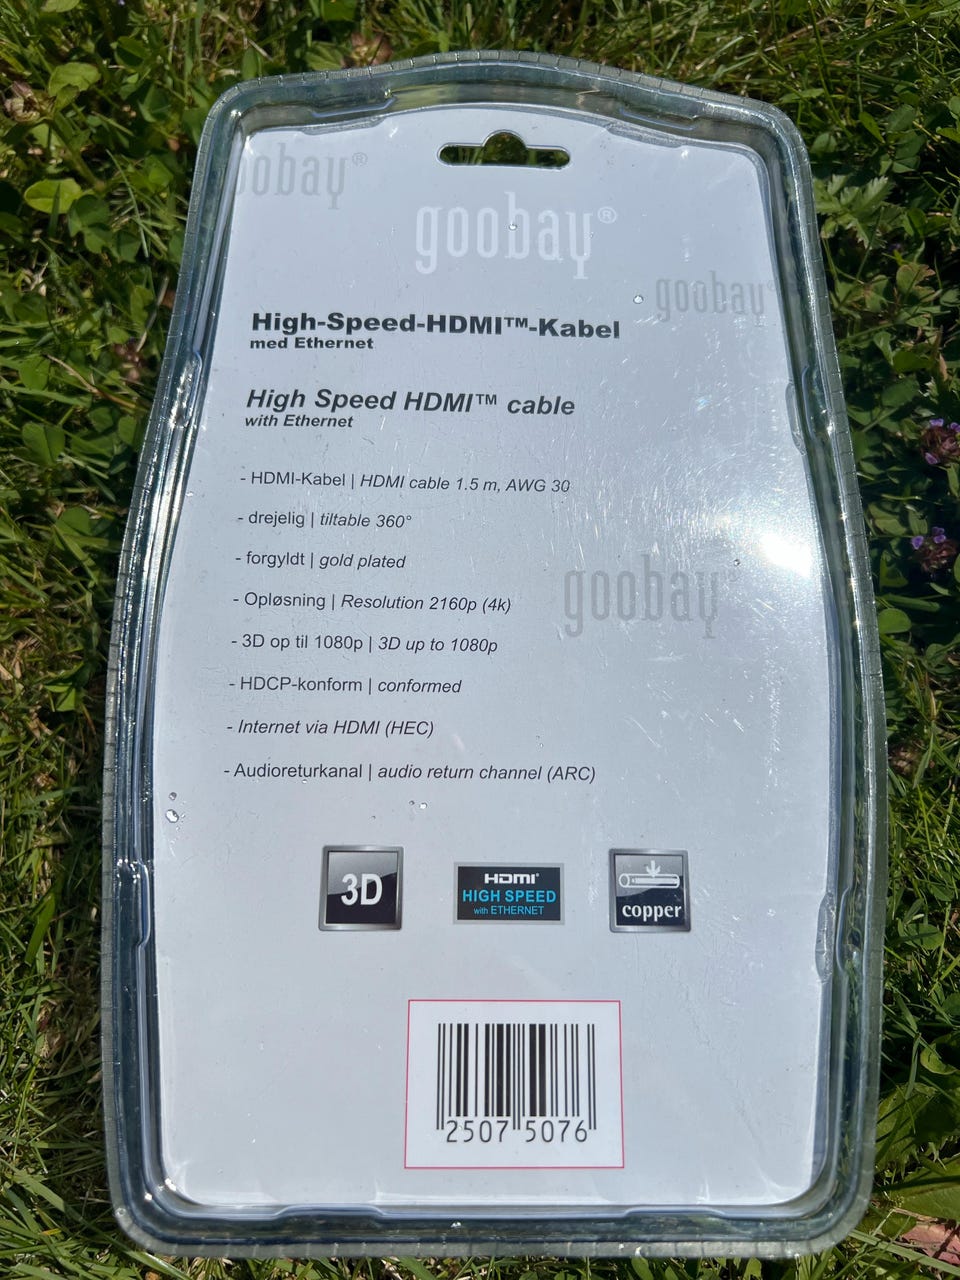 oobay®
goobay®
goobay®
High-Speed-HDMI™-Kabel
med Ethernet
High Speed HDMI™ cable
with Ethernet
- HDMI-Kabel | HDMI cable 1.5 m, AWG 30
- drejelig | tiltable 360°
- forgyldt | gold plated
goobay®
- Opløsning | Resolution 2160p (4k)
- 3D op til 1080p | 3D up to 1080p
- HDCP-konform | conformed
- Internet via HDMI (HEC)
- Audioreturkanal | audio return channel (ARC)
3D
HDMI®
HIGH SPEED
with ETHERNET
copper
2507 5076